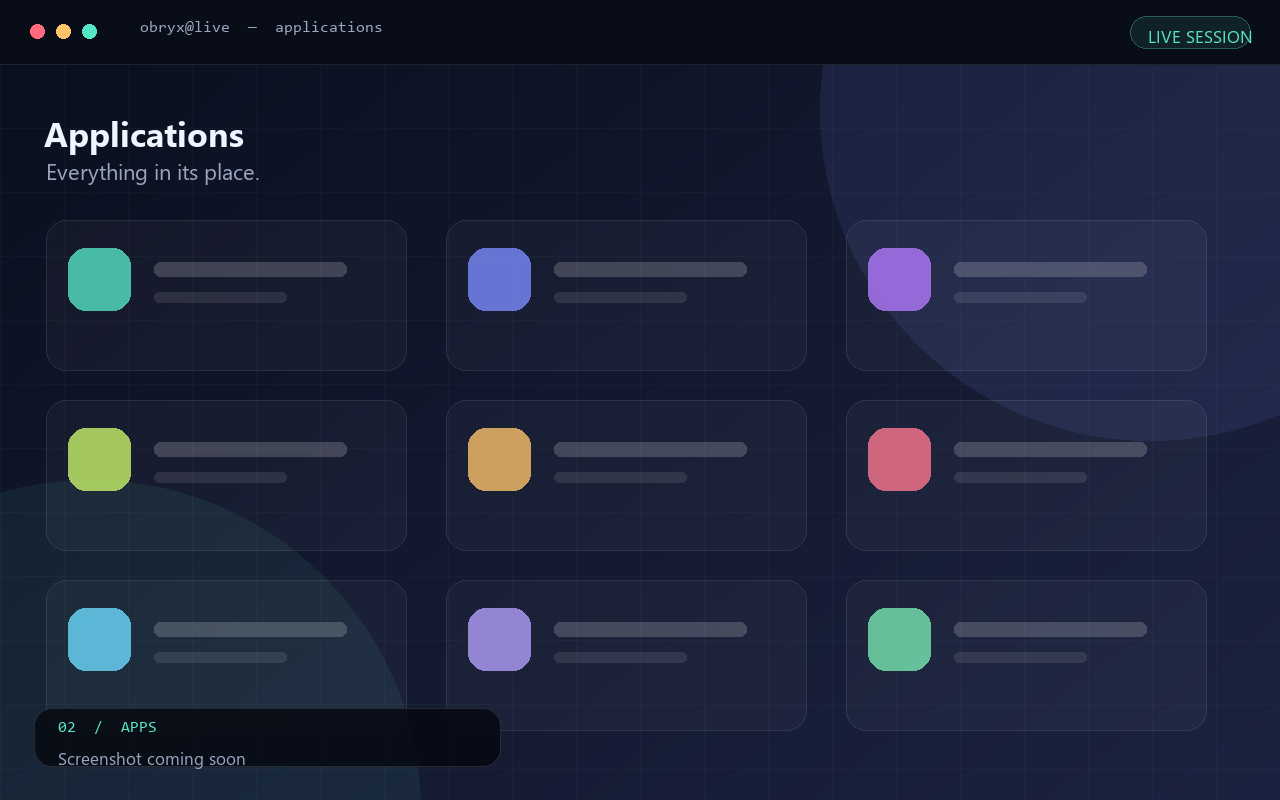 obryx@live — applications
LIVE SESSION
Applications
Everything in its place.
02 / APPS
Screenshot coming soon